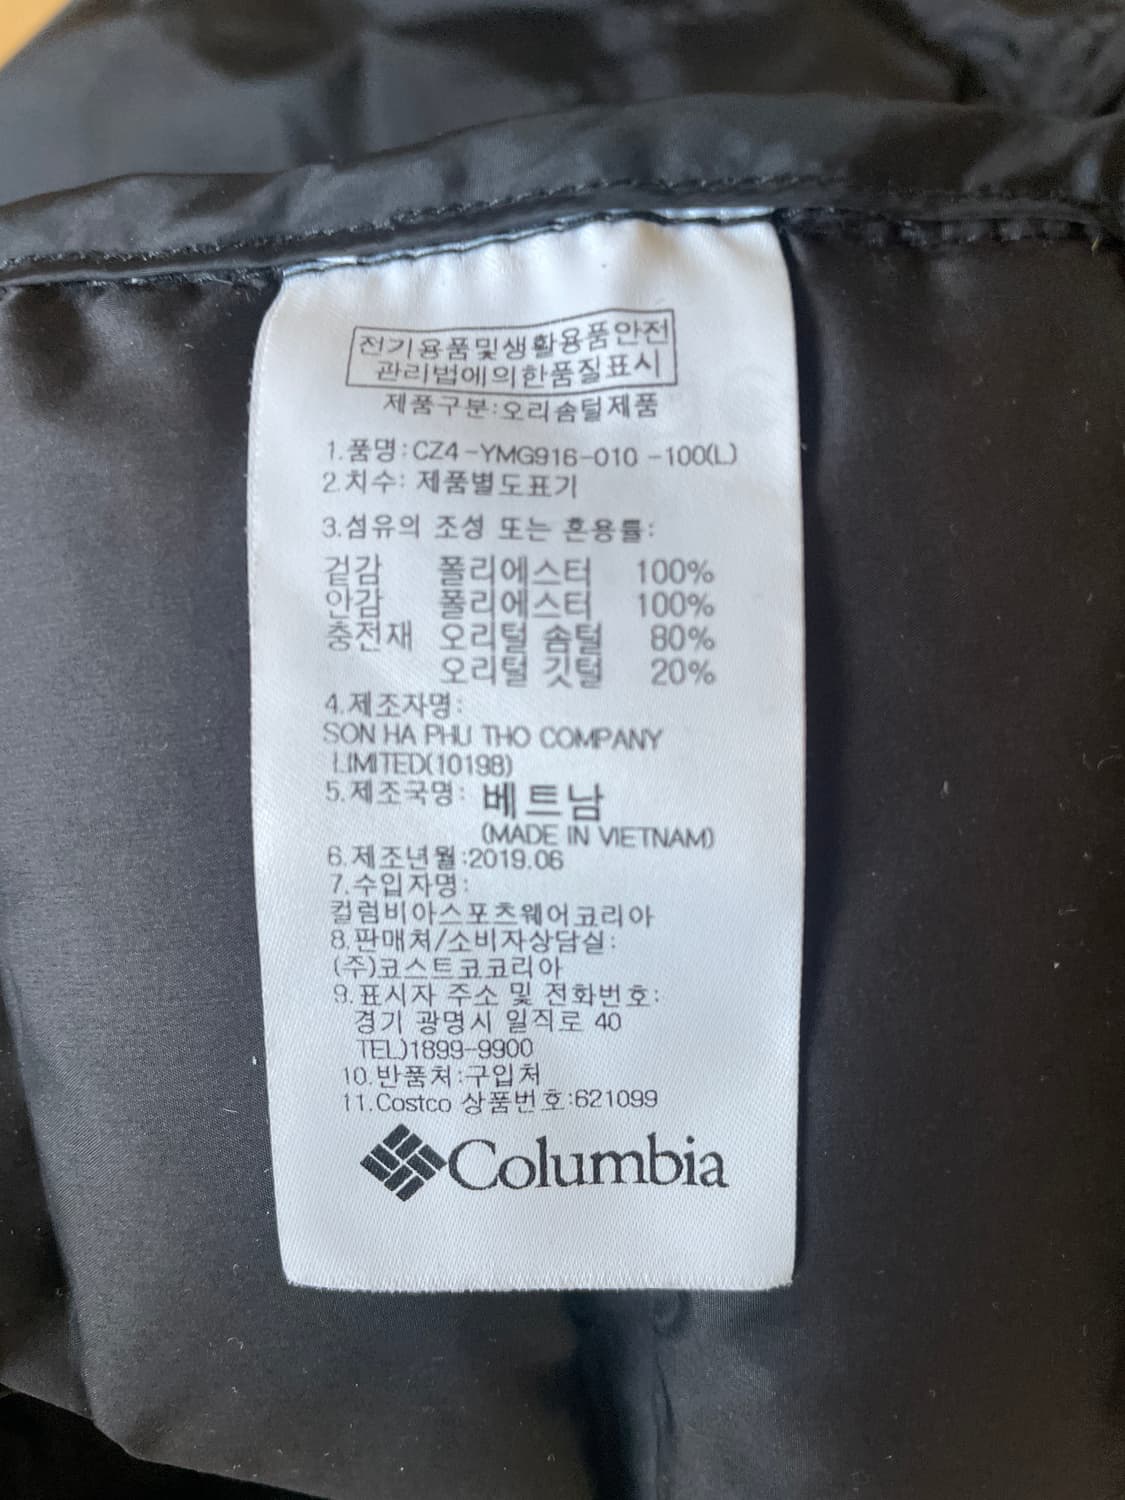 전기용품및생활용품안전
관리법에의한품질표시
제품구분:오리솜털제품
1.품명:CZ4-YMG916-010 -100(L)
2.치수: 제품별도표기
3.섬유의 조성 또는 혼용률:
겉감 폴리에스터 100%
안감 폴리에스터 100%
충전재 오리털 솜털 80%
오리털 깃털 20%
4.제조자명:
SON HA PHU THO COMPANY
LIMITED(10198)
5.제조국명: 베트남
(MADE IN VIETNAM)
6.제조년월:2019.06
7.수입자명:
컬럼비아스포츠웨어코리아
8.판매처/소비자상담실:
(주)코스트코코리아
9.표시자 주소 및 전화번호:
경기 광명시 일직로 40
TEL)1899-9900
10.반품처:구입처
11.Costco 상품번호:621099
Columbia